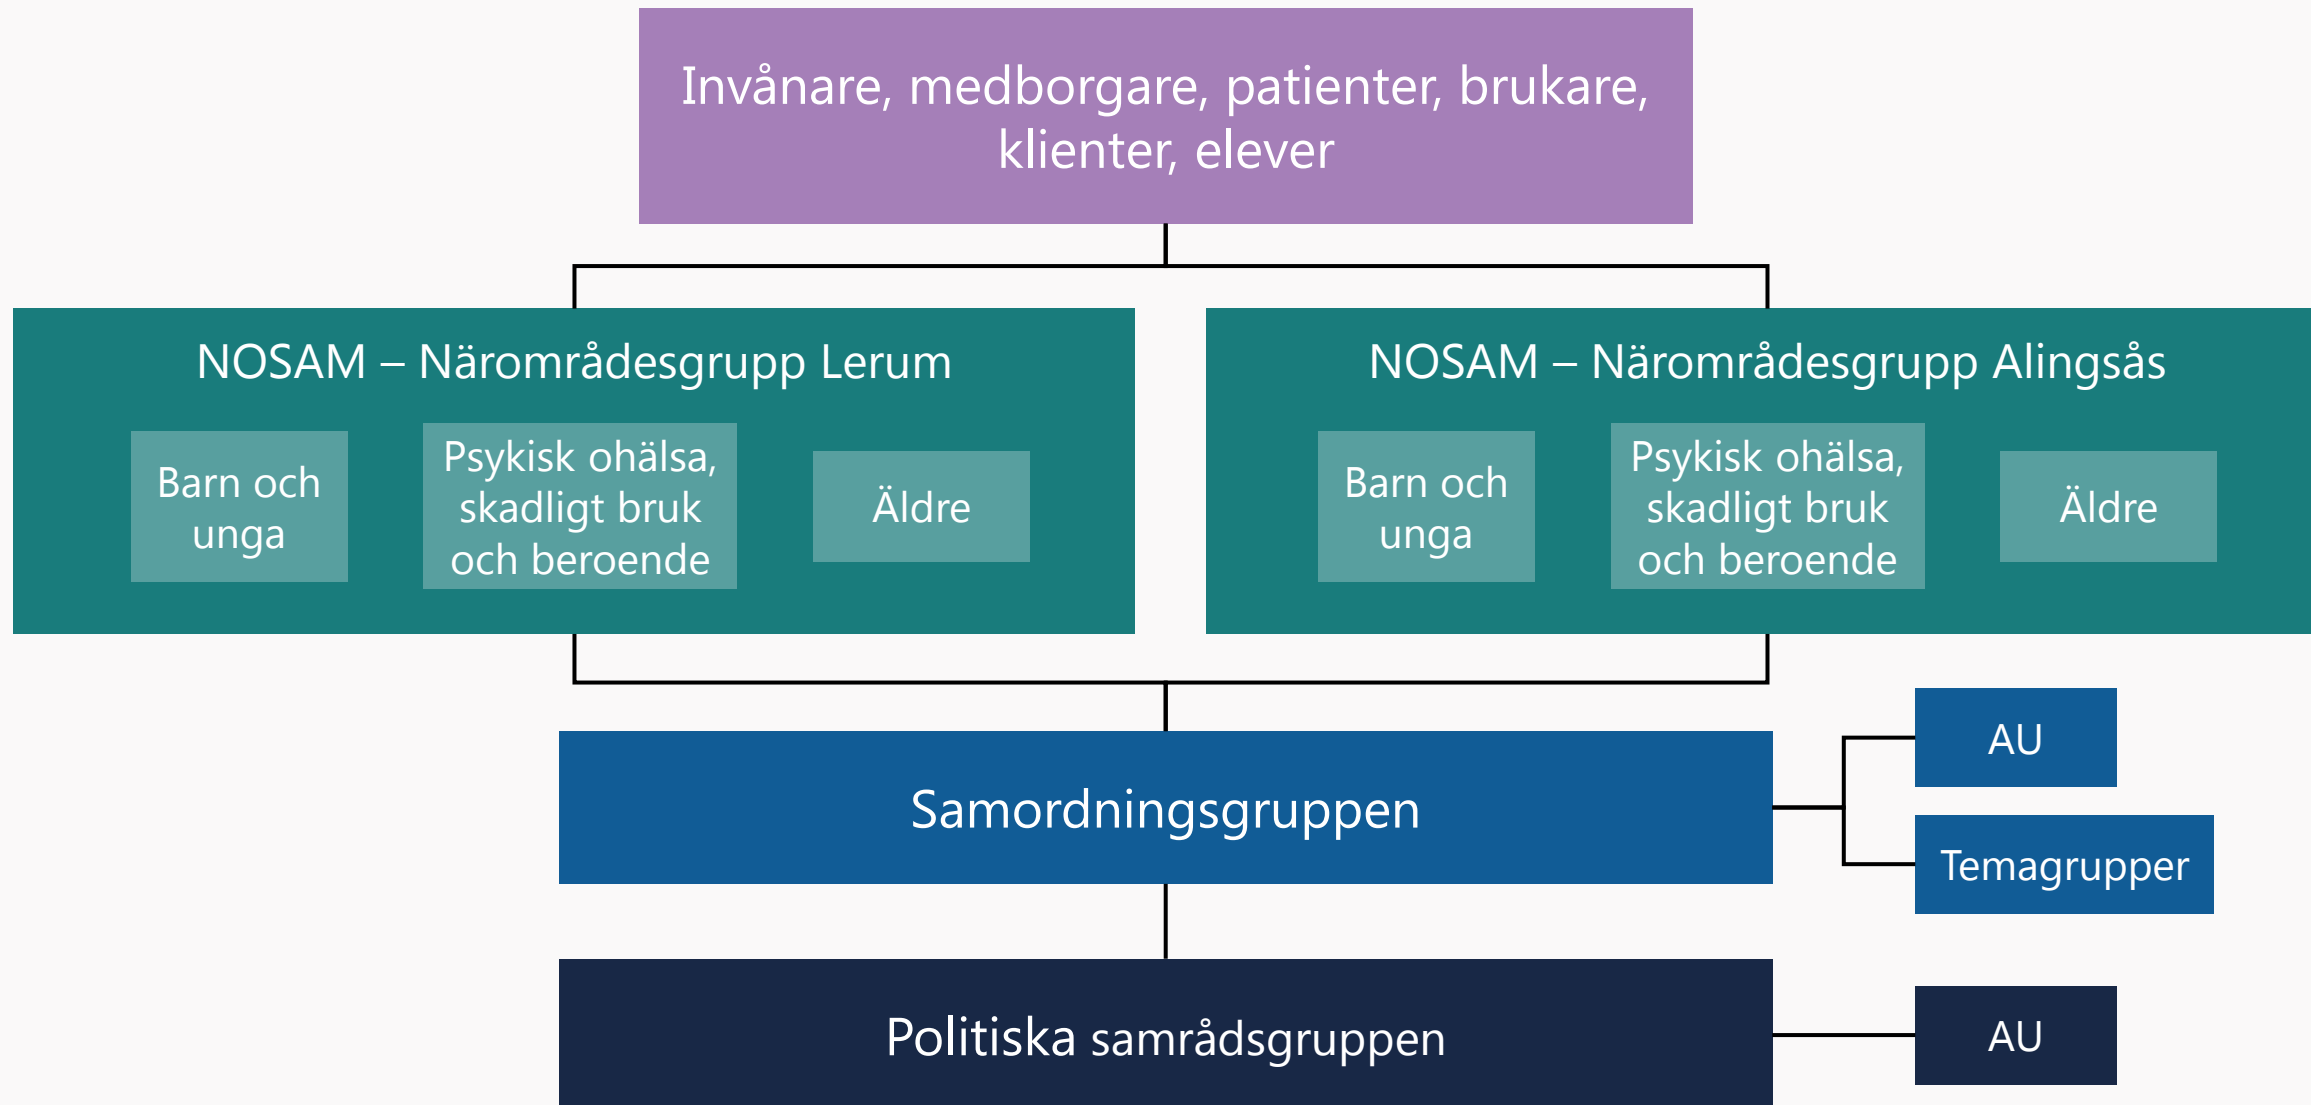 Invånare, medborgare, patienter, brukare,
klienter, elever
NOSAM – Närområdesgrupp Lerum
Barn och
unga
Psykisk ohälsa,
skadligt bruk
och beroende
Äldre
NOSAM – Närområdesgrupp Alingsås
Barn och
unga
Psykisk ohälsa,
skadligt bruk
och beroende
Äldre
Samordningsgruppen
AU
Temagrupper
Politiska samrådsgruppen
AU